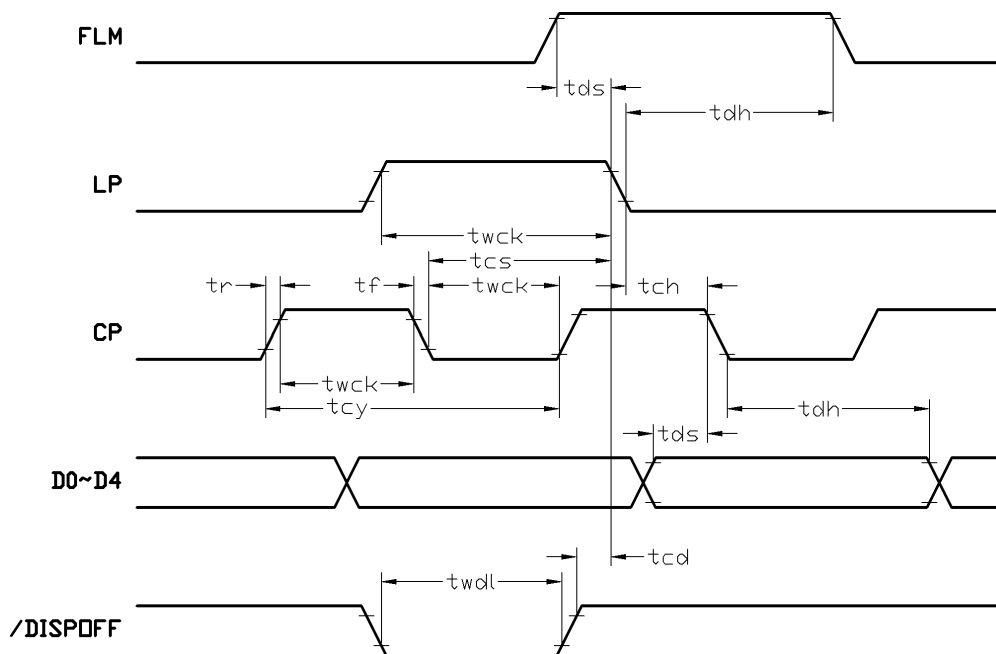 FLM
tds
tdh
LP
twck
tcs
tr
tf
twck
tch
CP
twck
tcy
tdh
tds
D0~D4
tcd
twdl
/DISPOFF